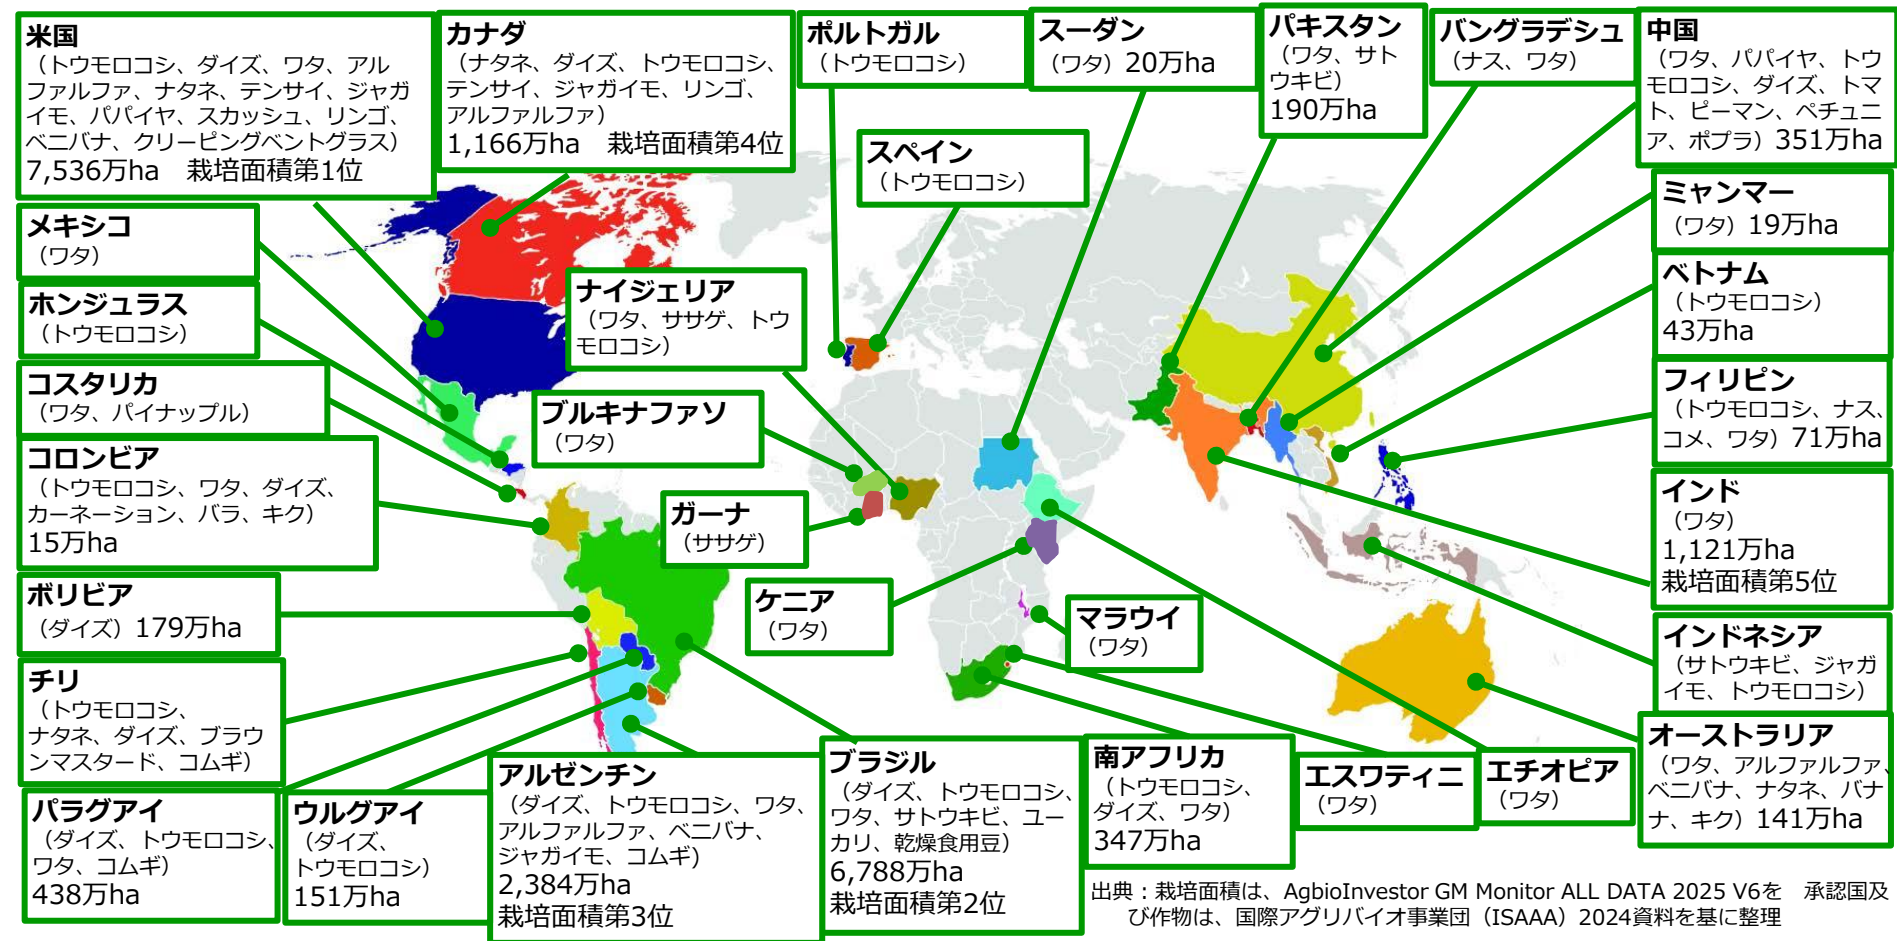 米国
（トウモロコシ、ダイズ、ワタ、アル
ファルファ、ナタネ、テンサイ、ジャガ
イモ、パパイヤ、スカッシュ、リンゴ、
ベニバナ、クリーピングベントグラス）
7,536万ha　栽培面積第1位
カナダ
（ナタネ、ダイズ、トウモロコシ、
テンサイ、ジャガイモ、リンゴ、
アルファルファ）
1,166万ha　栽培面積第4位
ポルトガル
（トウモロコシ）
スーダン
（ワタ）20万ha
パキスタン
（ワタ、サト
ウキビ）
190万ha
バングラデシュ
（ナス、ワタ）
中国
（ワタ、パパイヤ、トウ
モロコシ、ダイズ、トマ
ト、ピーマン、ペチュニ
ア、ポプラ）351万ha
スペイン
（トウモロコシ）
メキシコ
（ワタ）
ホンジュラス
（トウモロコシ）
コスタリカ
（ワタ、パイナップル）
コロンビア
（トウモロコシ、ワタ、ダイズ、
カーネーション、バラ、キク）
15万ha
ボリビア
（ダイズ）179万ha
チリ
（トウモロコシ、
ナタネ、ダイズ、ブラウ
ンマスタード、コムギ）
パラグアイ
（ダイズ、トウモロコシ、
ワタ、コムギ）
438万ha
ウルグアイ
（ダイズ、
トウモロコシ）
151万ha
ナイジェリア
（ワタ、ササゲ、トウ
モロコシ）
ブルキナファソ
（ワタ）
ガーナ
（ササゲ）
ケニア
（ワタ）
マラウイ
（ワタ）
ミャンマー
（ワタ）19万ha
ベトナム
（トウモロコシ）
43万ha
フィリピン
（トウモロコシ、ナス、
コメ、ワタ）71万ha
インド
（ワタ）
1,121万ha
栽培面積第5位
インドネシア
（サトウキビ、ジャガ
イモ、トウモロコシ）
オーストラリア
（ワタ、アルファルファ、
ベニバナ、ナタネ、バナ
ナ、キク）141万ha
アルゼンチン
（ダイズ、トウモロコシ、ワタ、
アルファルファ、ベニバナ、
ジャガイモ、コムギ）
2,384万ha
栽培面積第3位
ブラジル
（ダイズ、トウモロコシ、
ワタ、サトウキビ、ユー
カリ、乾燥食用豆）
6,788万ha
栽培面積第2位
南アフリカ
（トウモロコシ、
ダイズ、ワタ）
347万ha
エスワティニ
（ワタ）
エチオピア
（ワタ）
出典：栽培面積は、AgbioInvestor GM Monitor ALL DATA 2025 V6を　承認国及
び作物は、国際アグリバイオ事業団（ISAAA）2024資料を基に整理